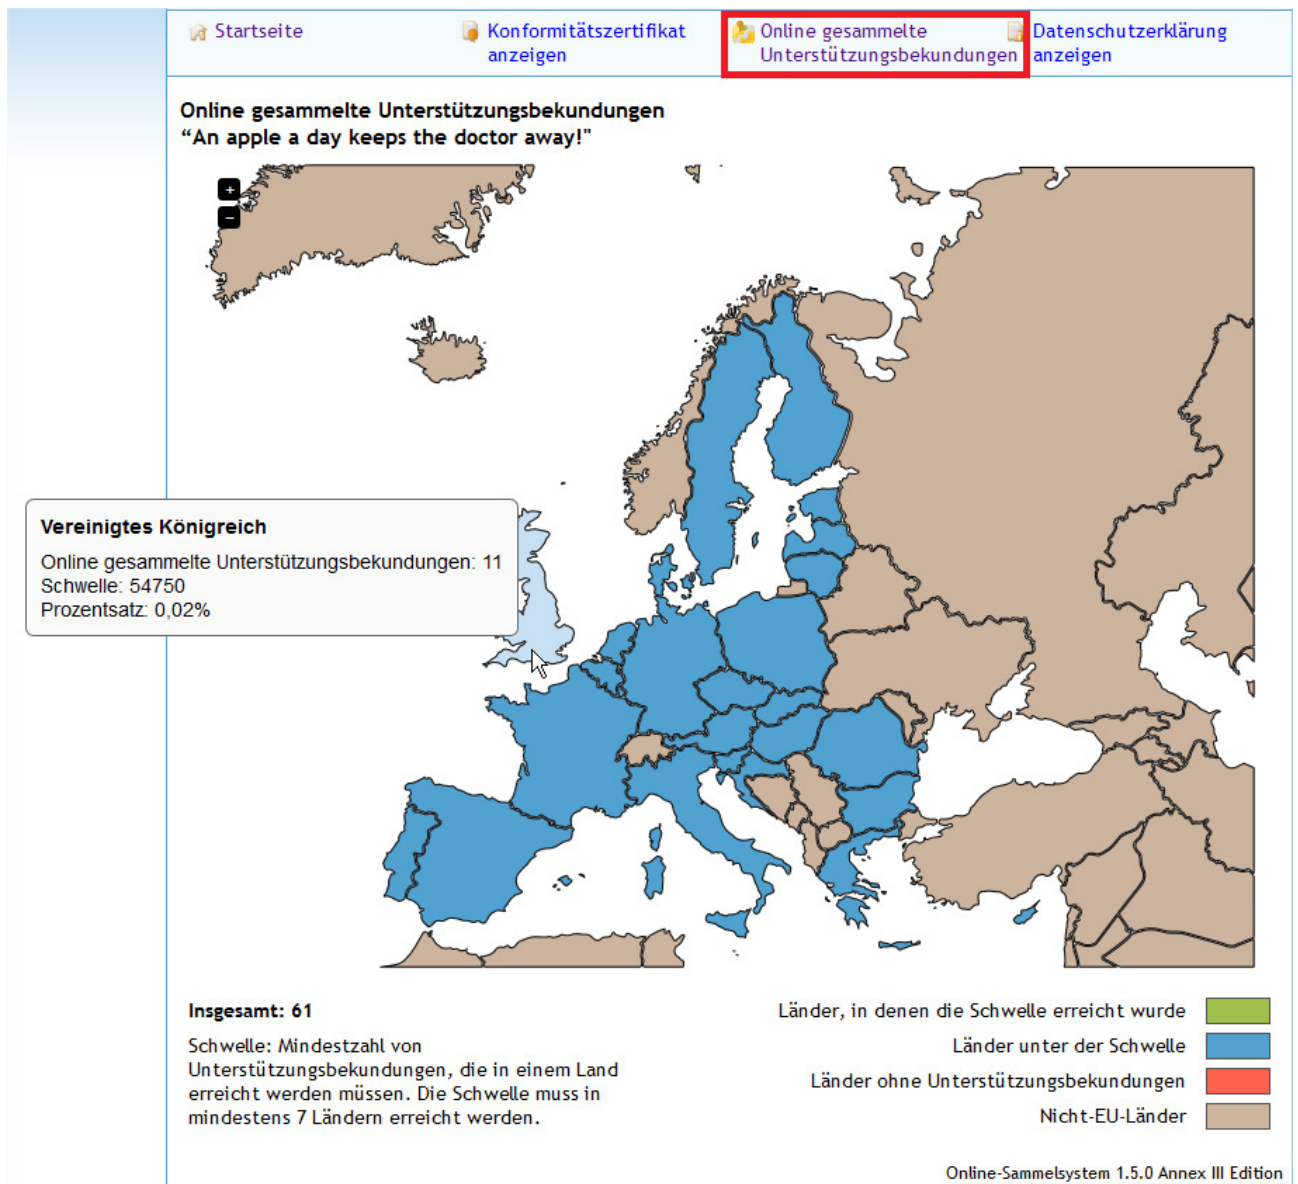 Startseite
Konformitätszertifikat
anzeigen
Online gesammelte
Unterstützungsbekundungen
Datenschutzerklärung
anzeigen
Online gesammelte Unterstützungsbekundungen
“An apple a day keeps the doctor away!"
+
−
Vereinigtes Königreich
Online gesammelte Unterstützungsbekundungen: 11
Schwelle: 54750
Prozentsatz: 0,02%
Insgesamt: 61
Schwelle: Mindestzahl von
Unterstützungsbekundungen, die in einem Land
erreicht werden müssen. Die Schwelle muss in
mindestens 7 Ländern erreicht werden.
Länder, in denen die Schwelle erreicht wurde
Länder unter der Schwelle
Länder ohne Unterstützungsbekundungen
Nicht-EU-Länder
Online-Sammelsystem 1.5.0 Annex III Edition